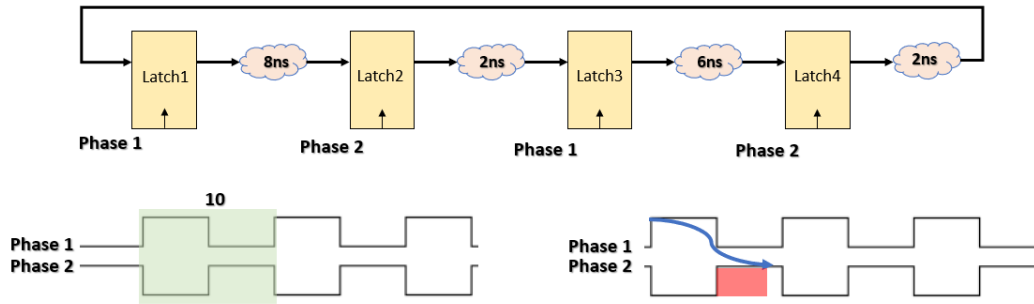 8ns
2ns
6ns
2ns
Latch1
Latch2
Latch3
Latch4
Phase 1
Phase 2
Phase 1
Phase 2
10
Phase 1
Phase 2
Phase 1
Phase 2